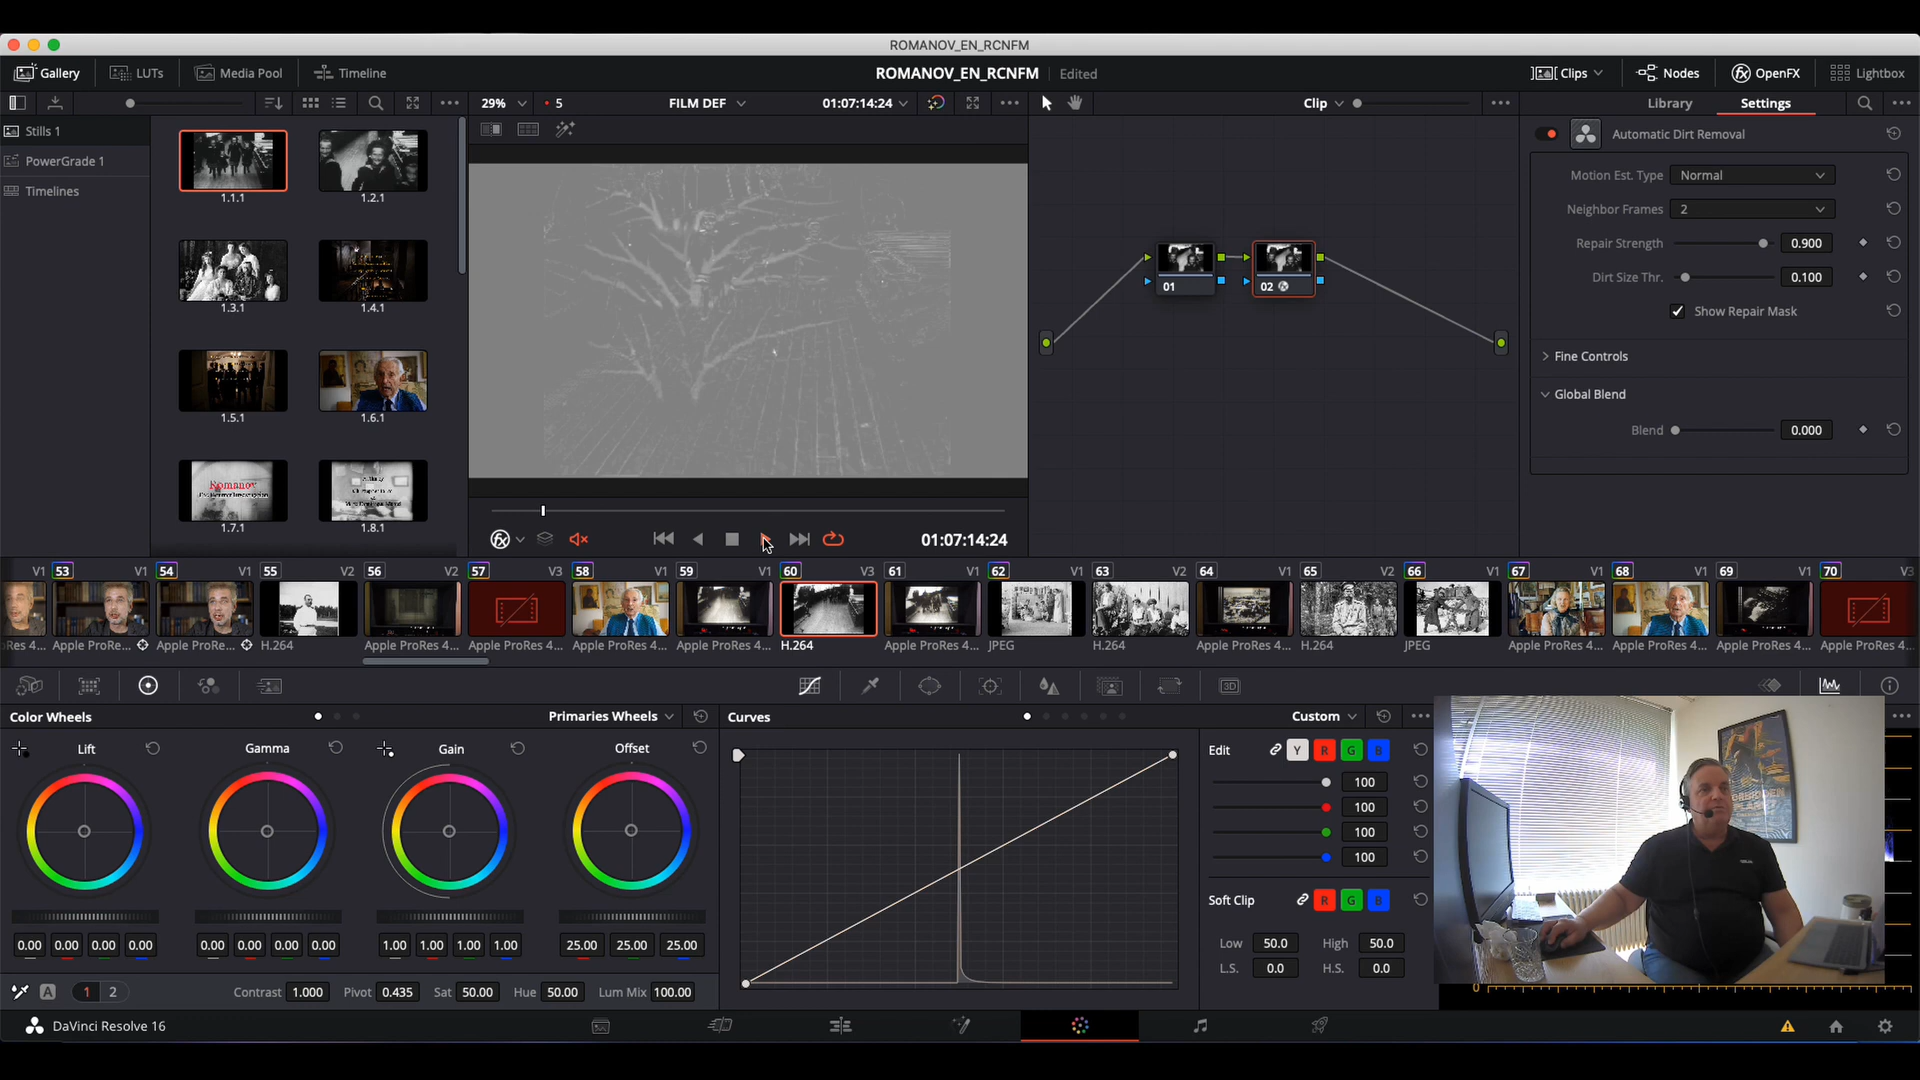 ROMANOV_EN_RCNFM
Gallery
LUTs
Media Pool
Timeline
ROMANOV_EN_RCNFM
Edited
Clips
Nodes
OpenFX
Lightbox
29%
5
FILM DEF
01:07:14:24
Clip
Library
Settings
Stills 1
PowerGrade 1
Timelines
1.1.1
1.2.1
1.3.1
1.4.1
1.5.1
1.6.1
Romanov
1.7.1
1.8.1
01
02
Automatic Dirt Removal
Motion Est. Type
Normal
Neighbor Frames
2
Repair Strength
0.900
Dirt Size Thr.
0.100
Show Repair Mask
Fine Controls
Global Blend
Blend
0.000
fx
01:07:14:24
V1
53
V1
54
V1
55
V2
56
V2
57
V3
58
V1
59
V1
60
V3
61
V1
62
V1
63
V2
64
V1
65
V2
66
V1
67
V1
68
V1
69
V1
70
V3
Res 4...
Apple ProRe...
Apple ProRe...
H.264
Apple ProRes 4...
Apple ProRes 4...
Apple ProRes 4...
Apple ProRes 4...
H.264
Apple ProRes 4...
JPEG
H.264
Apple ProRes 4...
H.264
JPEG
Apple ProRes 4...
Apple ProRes 4...
Apple ProRes 4...
Apple ProRes 4...
3D
Color Wheels
Primaries Wheels
Lift
Gamma
Gain
Offset
0.00 0.00 0.00 0.00
0.00 0.00 0.00 0.00
1.00 1.00 1.00 1.00
25.00 25.00 25.00
A
1
2
Contrast 1.000
Pivot 0.435
Sat 50.00
Hue 50.00
Lum Mix 100.00
Curves
Custom
Edit
Y R G B
100
100
100
100
Soft Clip
R G B
Low 50.0
High 50.0
L.S. 0.0
H.S. 0.0
FORBIDDEN
PLANET
0
DaVinci Resolve 16